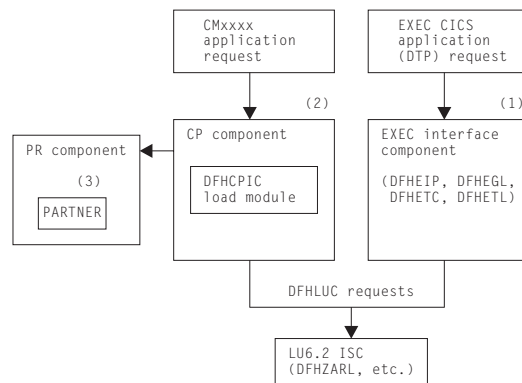 CMxxxx
application
request
EXEC CICS
application
(DTP) request
(2)
(1)
PR component
(3)
PARTNER
CP component
DFHCPIC
load module
EXEC interface
component
(DFHEIP, DFHEGL,
DFHETC, DFHETL)
DFHLUC requests
LU6.2 ISC
(DFHZARL, etc.)